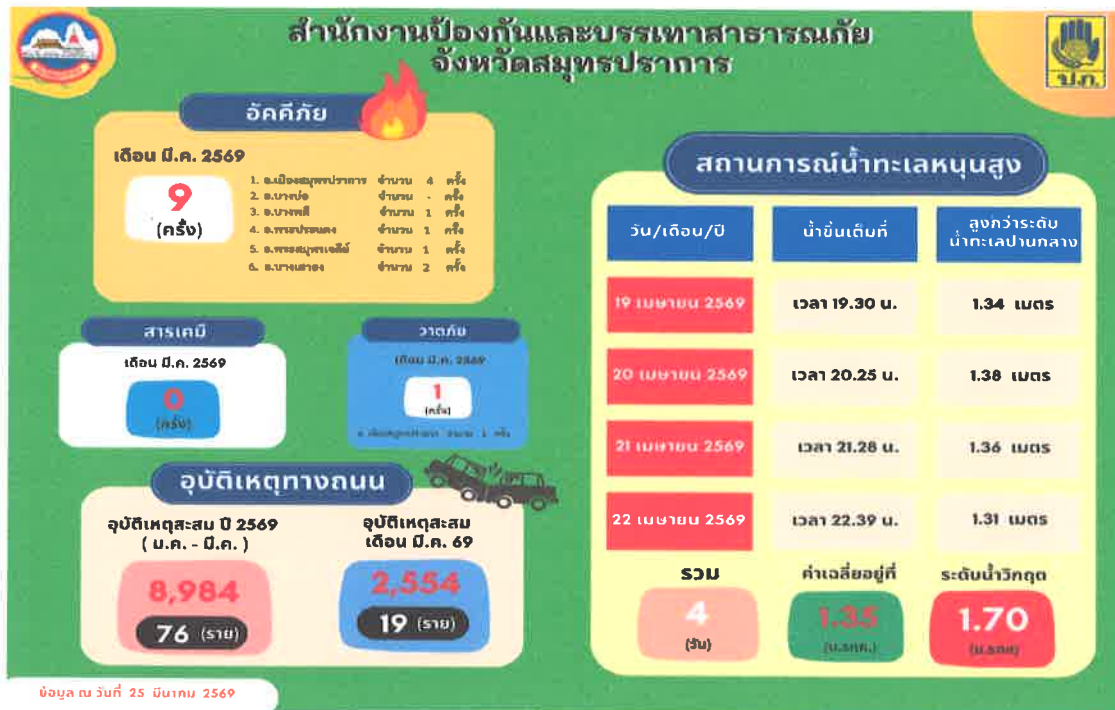 สำนักงานป้องกันและบรรเทาสาธารณภัย
จังหวัดสมุทรปราการ
ปภ.
อัคคีภัย
เดือน มี.ค. 2569
9
(ครั้ง)
1. อ.เมืองสมุทรปราการ จำนวน 4 ครั้ง
2. อ.บางบ่อ จำนวน - ครั้ง
3. อ.บางพลี จำนวน 1 ครั้ง
4. อ.พระประแดง จำนวน 1 ครั้ง
5. อ.พระสมุทรเจดีย์ จำนวน 1 ครั้ง
6. อ.บางเสาธง จำนวน 2 ครั้ง
สารเคมี
เดือน มี.ค. 2569
0
(ครั้ง)
วาตภัย
เดือน มี.ค. 2569
1
(ครั้ง)
อ.เมืองสมุทรปราการ จำนวน 1 ครั้ง
อุบัติเหตุทางถนน
อุบัติเหตุสะสม ปี 2569
( ม.ค. - มี.ค. )
8,984
76 (ราย)
อุบัติเหตุสะสม
เดือน มี.ค. 69
2,554
19 (ราย)
สถานการณ์น้ำทะเลหนุนสูง
วัน/เดือน/ปี น้ำขึ้นเต็มที่ สูงกว่าระดับ
น้ำทะเลปานกลาง
19 เมษายน 2569 เวลา 19.30 น. 1.34 เมตร
20 เมษายน 2569 เวลา 20.25 น. 1.38 เมตร
21 เมษายน 2569 เวลา 21.28 น. 1.36 เมตร
22 เมษายน 2569 เวลา 22.39 น. 1.31 เมตร
รวม ค่าเฉลี่ยอยู่ที่ ระดับน้ำวิกฤต
4 1.35 1.70
(วัน) (ม.รทก.) (ม.รทก)
ข้อมูล ณ วันที่ 25 มีนาคม 2569